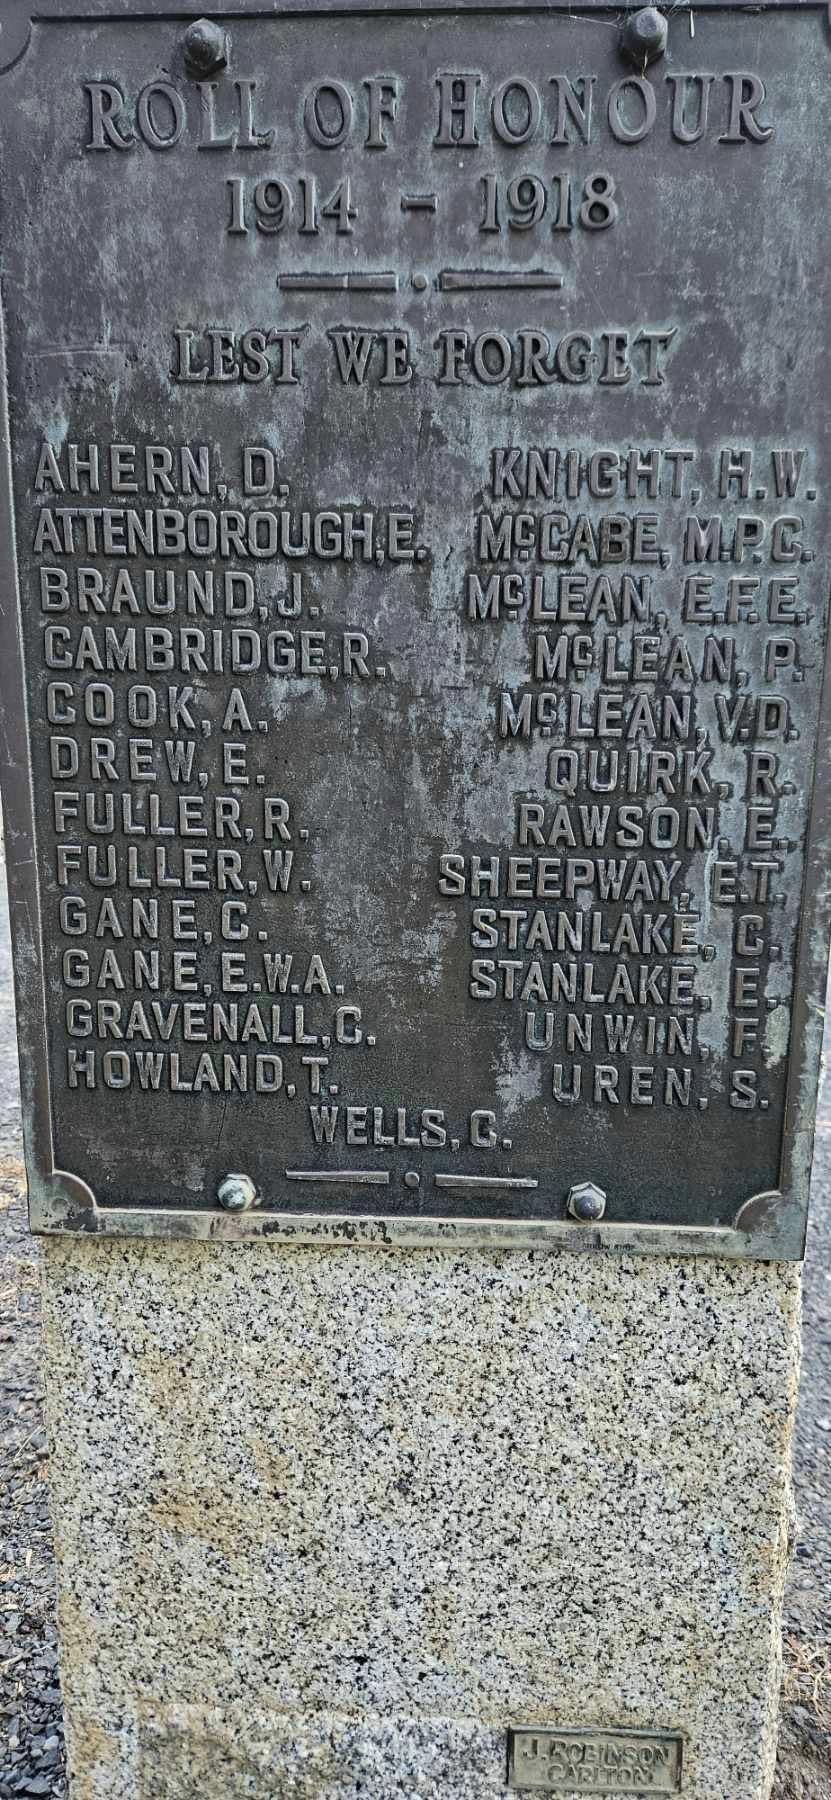 ROLL OF HONOUR
1914 - 1918
LEST WE FORGET
AHERN, D.
ATTENBOROUGH, E.
BRAUND, J.
CAMBRIDGE, R.
COOK, A.
DREW, E.
FULLER, R.
FULLER, W.
GANE, C.
GANE, E.W.A.
GRAVENALL, C.
HOWLAND, T.
KNIGHT, H.W.
McCABE, M.P.C.
McLEAN, E.F.E.
McLEAN, P.
McLEAN, V.D.
QUIRK, R.
RAWSON, E.
SHEEPWAY, E.T.
STANLAKE, C.
STANLAKE, E.
UNWIN, F.
UREN, S.
WELLS, C.
J. ROBINSON
CARLTON